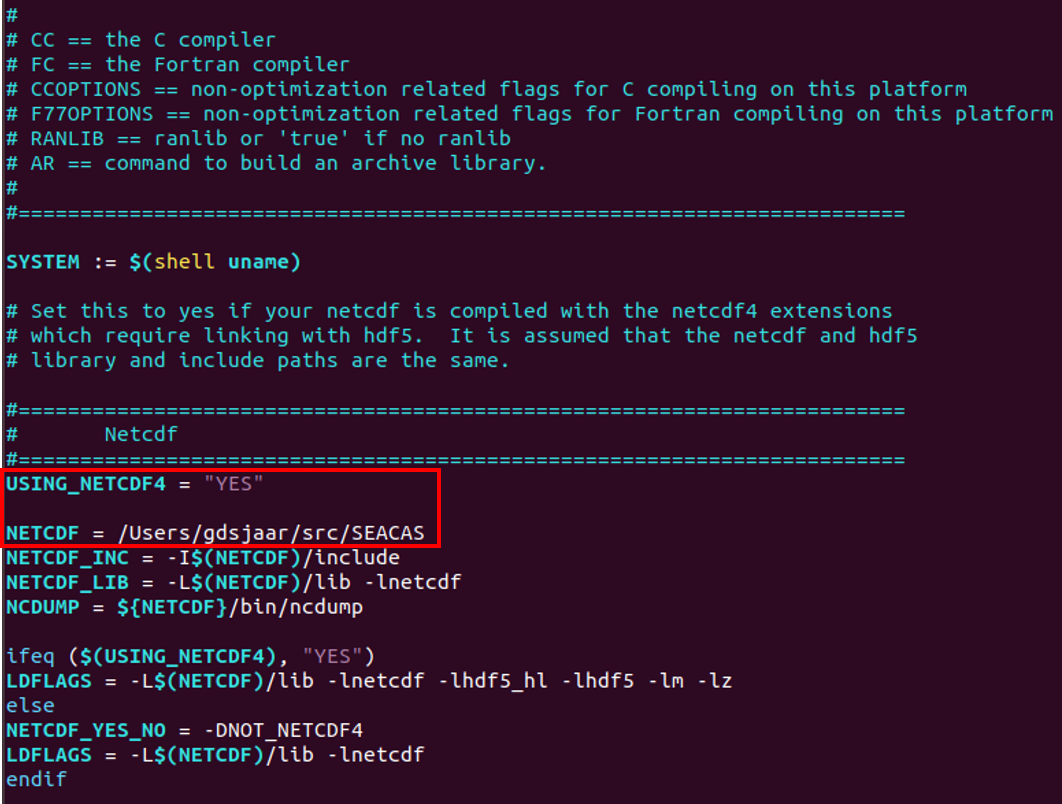 #
# CC == the C compiler
# FC == the Fortran compiler
# CCOPTIONS == non-optimization related flags for C compiling on this platform
# F77OPTIONS == non-optimization related flags for Fortran compiling on this platform
# RANLIB == ranlib or 'true' if no ranlib
# AR == command to build an archive library.
#
#========================================================================
SYSTEM := $(shell uname)
# Set this to yes if your netcdf is compiled with the netcdf4 extensions
# which require linking with hdf5.  It is assumed that the netcdf and hdf5
# library and include paths are the same.
#========================================================================
#       Netcdf
#========================================================================
USING_NETCDF4 = "YES"
NETCDF = /Users/gdsjaar/src/SEACAS
NETCDF_INC = -I$(NETCDF)/include
NETCDF_LIB = -L$(NETCDF)/lib -lnetcdf
NCDUMP = ${NETCDF}/bin/ncdump
ifeq ($(USING_NETCDF4), "YES")
LDFLAGS = -L$(NETCDF)/lib -lnetcdf -lhdf5_hl -lhdf5 -lm -lz
else
NETCDF_YES_NO = -DNOT_NETCDF4
LDFLAGS = -L$(NETCDF)/lib -lnetcdf
endif